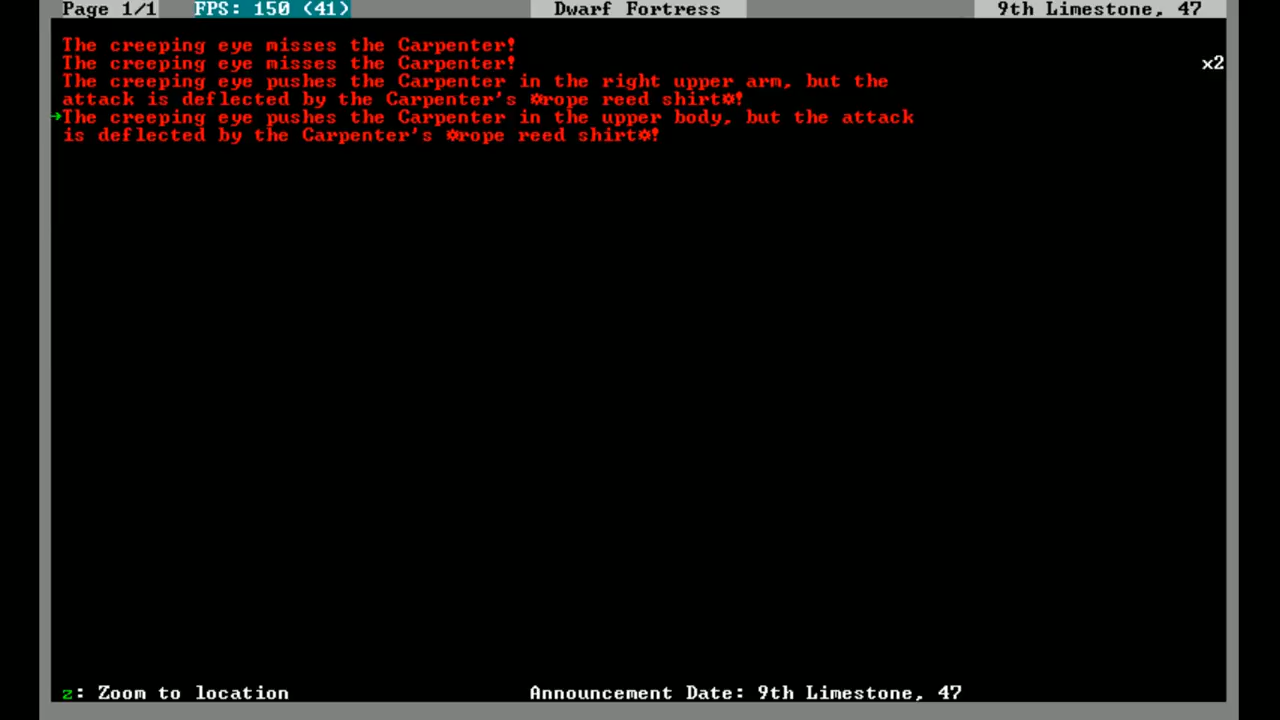 Page 1/1 FPS: 150 (41) Dwarf Fortress 9th Limestone, 47
The creeping eye misses the Carpenter!
The creeping eye misses the Carpenter! x2
The creeping eye pushes the Carpenter in the right upper arm, but the
attack is deflected by the Carpenter's ☼rope reed shirt☼!
→The creeping eye pushes the Carpenter in the upper body, but the attack
is deflected by the Carpenter's ☼rope reed shirt☼!
z: Zoom to location Announcement Date: 9th Limestone, 47